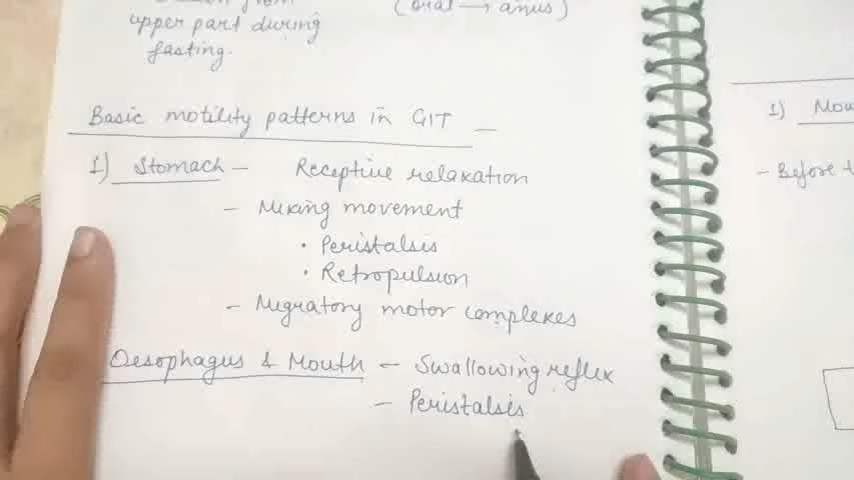 upper part during
fasting.
(oral → anus)
Basic motility patterns in GIT -
1) Stomach - Receptive relaxation
- Mixing movement
• Peristalsis
• Retropulsion
- Migratory motor complexes
Oesophagus & Mouth - Swallowing reflex
- Peristalsis
1)
- Before